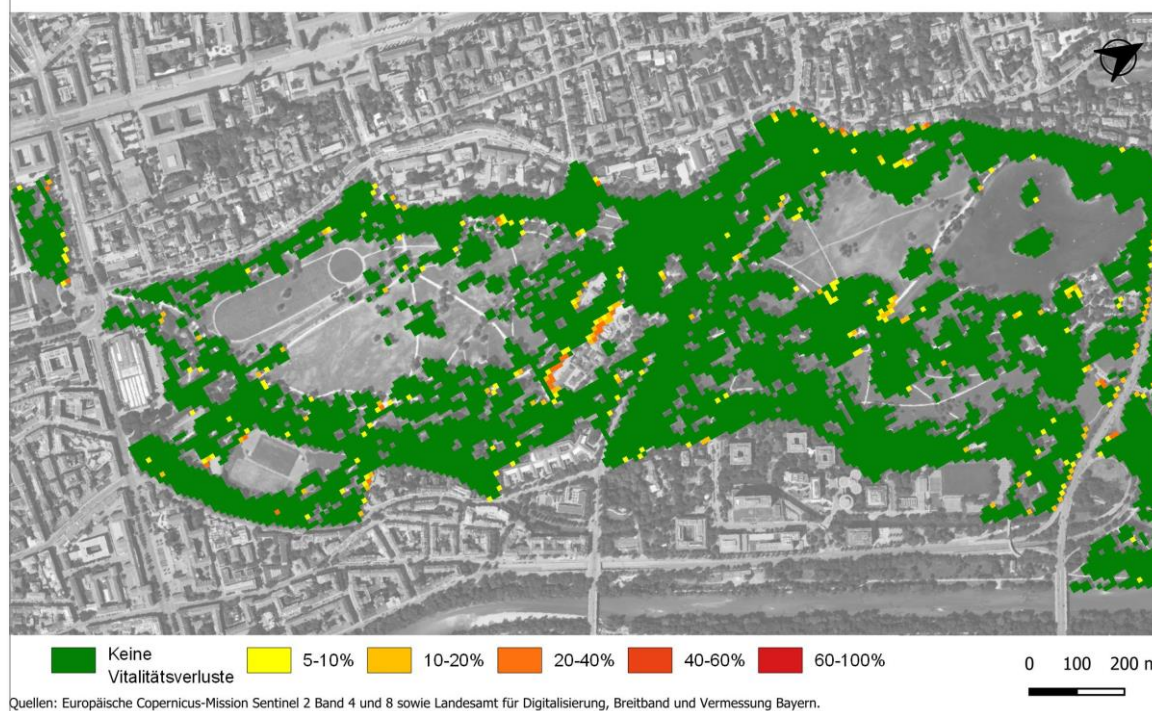 Keine
Vitalitätsverluste
5-10%
10-20%
20-40%
40-60%
60-100%
0 100 200 m
Quellen: Europäische Copernicus-Mission Sentinel 2 Band 4 und 8 sowie Landesamt für Digitalisierung, Breitband und Vermessung Bayern.